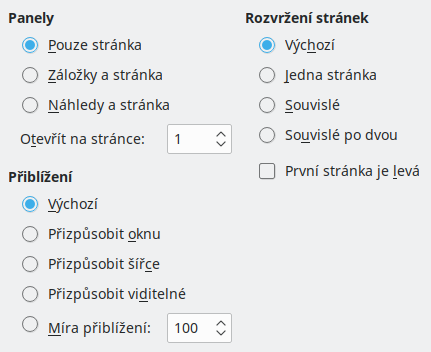 Panely
Pouze stránka
Záložky a stránka
Náhledy a stránka
Otevřít na stránce: 1
Přiblížení
Výchozí
Přizpůsobit oknu
Přizpůsobit šířce
Přizpůsobit viditelné
Míra přiblížení: 100
Rozvržení stránek
Výchozí
Jedna stránka
Souvislé
Souvislé po dvou
První stránka je levá